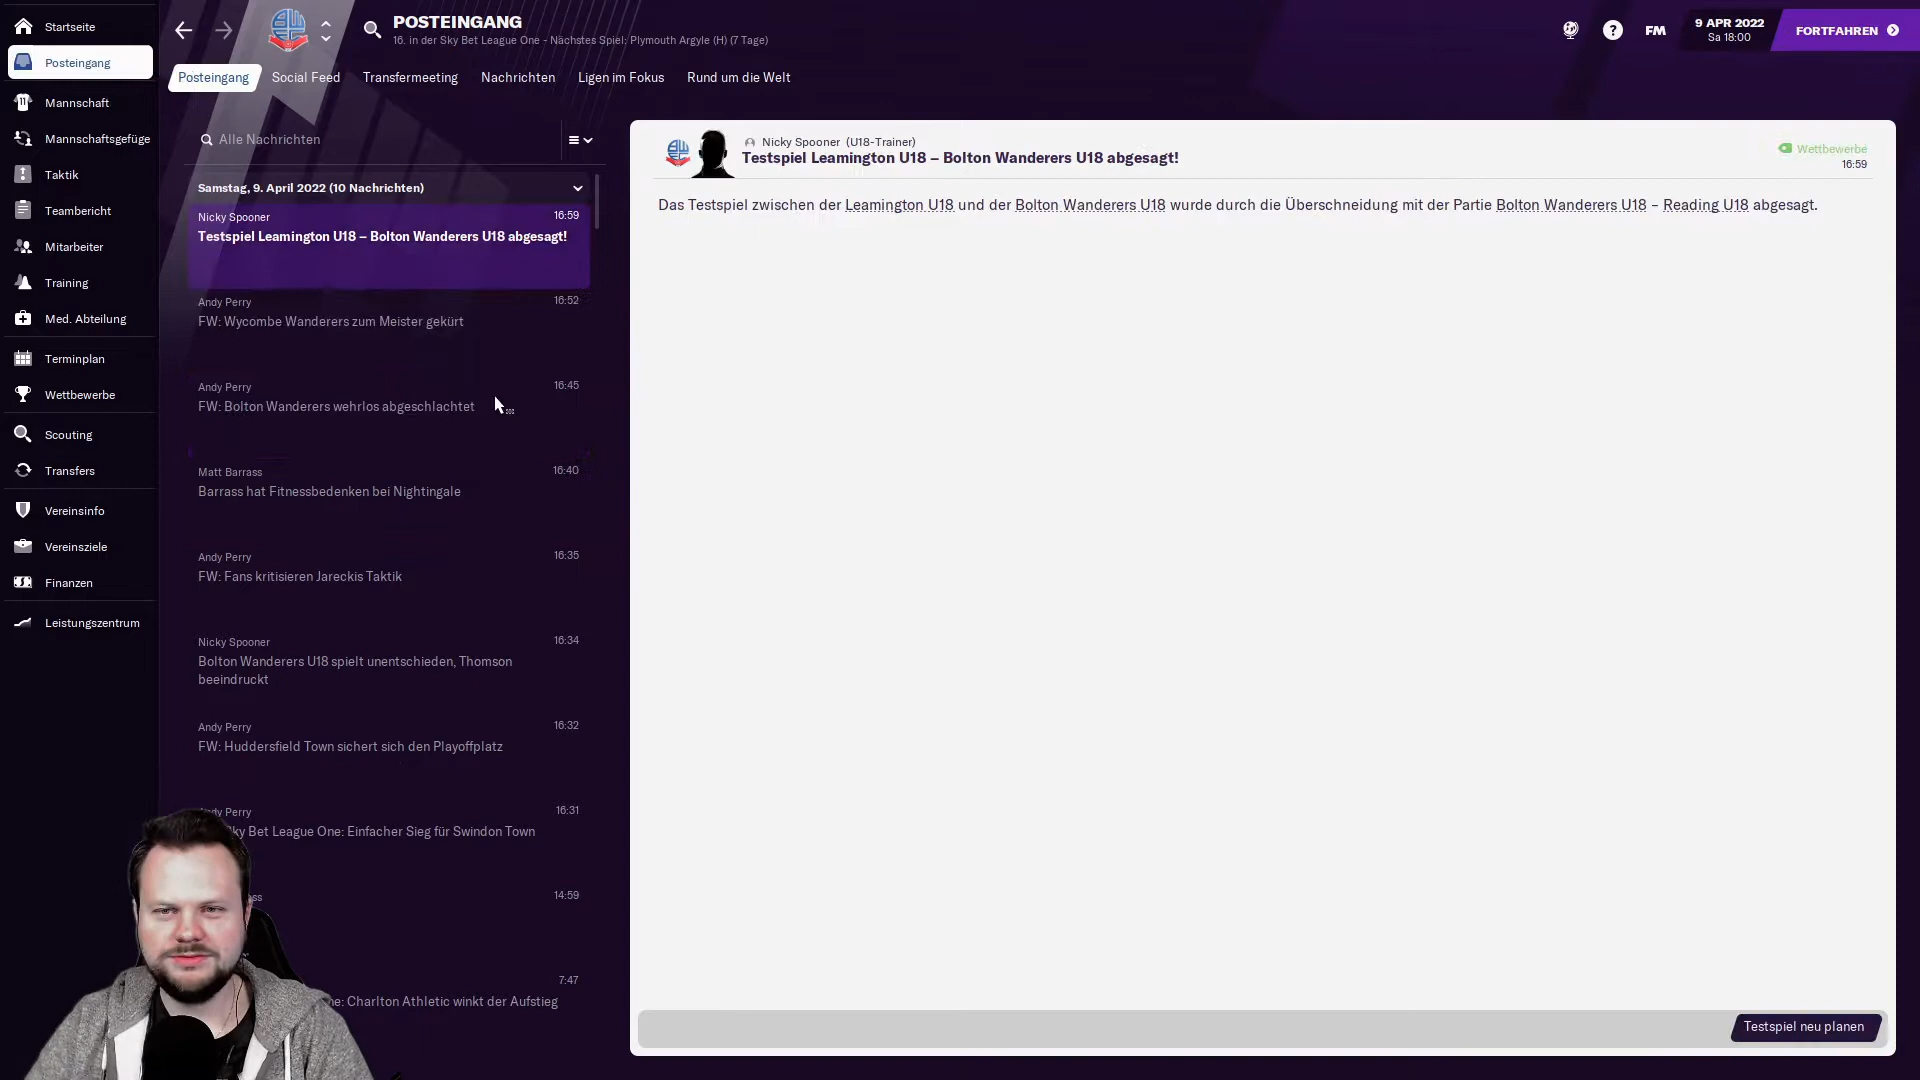 Startseite
Posteingang
Mannschaft
Mannschaftsgefüge
Taktik
Teambericht
Mitarbeiter
Training
Med. Abteilung
Terminplan
Wettbewerbe
Scouting
Transfers
Vereinsinfo
Vereinsziele
Finanzen
Leistungszentrum
POSTEINGANG
16. in der Sky Bet League One - Nächstes Spiel: Plymouth Argyle (H) (7 Tage)
FM
9 APR 2022
Sa 18:00
FORTFAHREN
Posteingang
Social Feed
Transfermeeting
Nachrichten
Ligen im Fokus
Rund um die Welt
Alle Nachrichten
Samstag, 9. April 2022 (10 Nachrichten)
Nicky Spooner 16:59
Testspiel Leamington U18 – Bolton Wanderers U18 abgesagt!
Andy Perry 16:52
FW: Wycombe Wanderers zum Meister gekürt
Andy Perry 16:45
FW: Bolton Wanderers wehrlos abgeschlachtet
Matt Barrass 16:40
Barrass hat Fitnessbedenken bei Nightingale
Andy Perry 16:35
FW: Fans kritisieren Jareckis Taktik
Nicky Spooner 16:34
Bolton Wanderers U18 spielt unentschieden, Thomson
beeindruckt
Andy Perry 16:32
FW: Huddersfield Town sichert sich den Playoffplatz
Perry 16:31
Bet League One: Einfacher Sieg für Swindon Town
14:59
7:47
Charlton Athletic winkt der Aufstieg
Nicky Spooner (U18-Trainer)
Testspiel Leamington U18 – Bolton Wanderers U18 abgesagt!
Wettbewerbe
16:59
Das Testspiel zwischen der Leamington U18 und der Bolton Wanderers U18 wurde durch die Überschneidung mit der Partie Bolton Wanderers U18 – Reading U18 abgesagt.
Testspiel neu planen